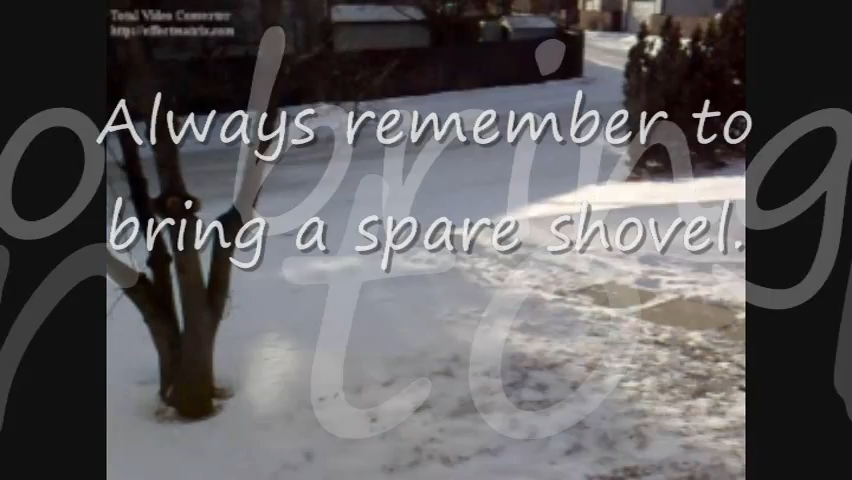 Total Video Converter
http://effectmatrix.com
Always remember to
bring a spare shovel.